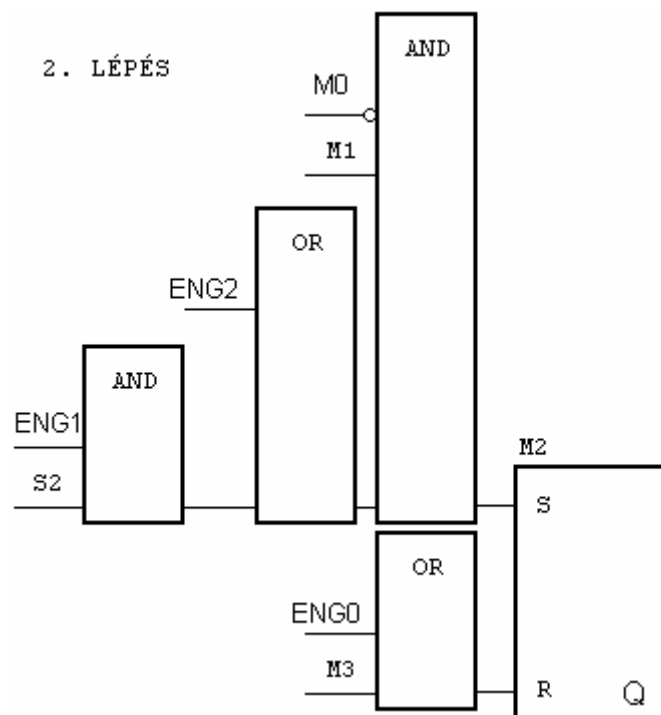 AND
2. LÉPÉS
M0
M1
OR
ENG2
AND
ENG1
S2
M2
S
OR
ENG0
M3
R
Q